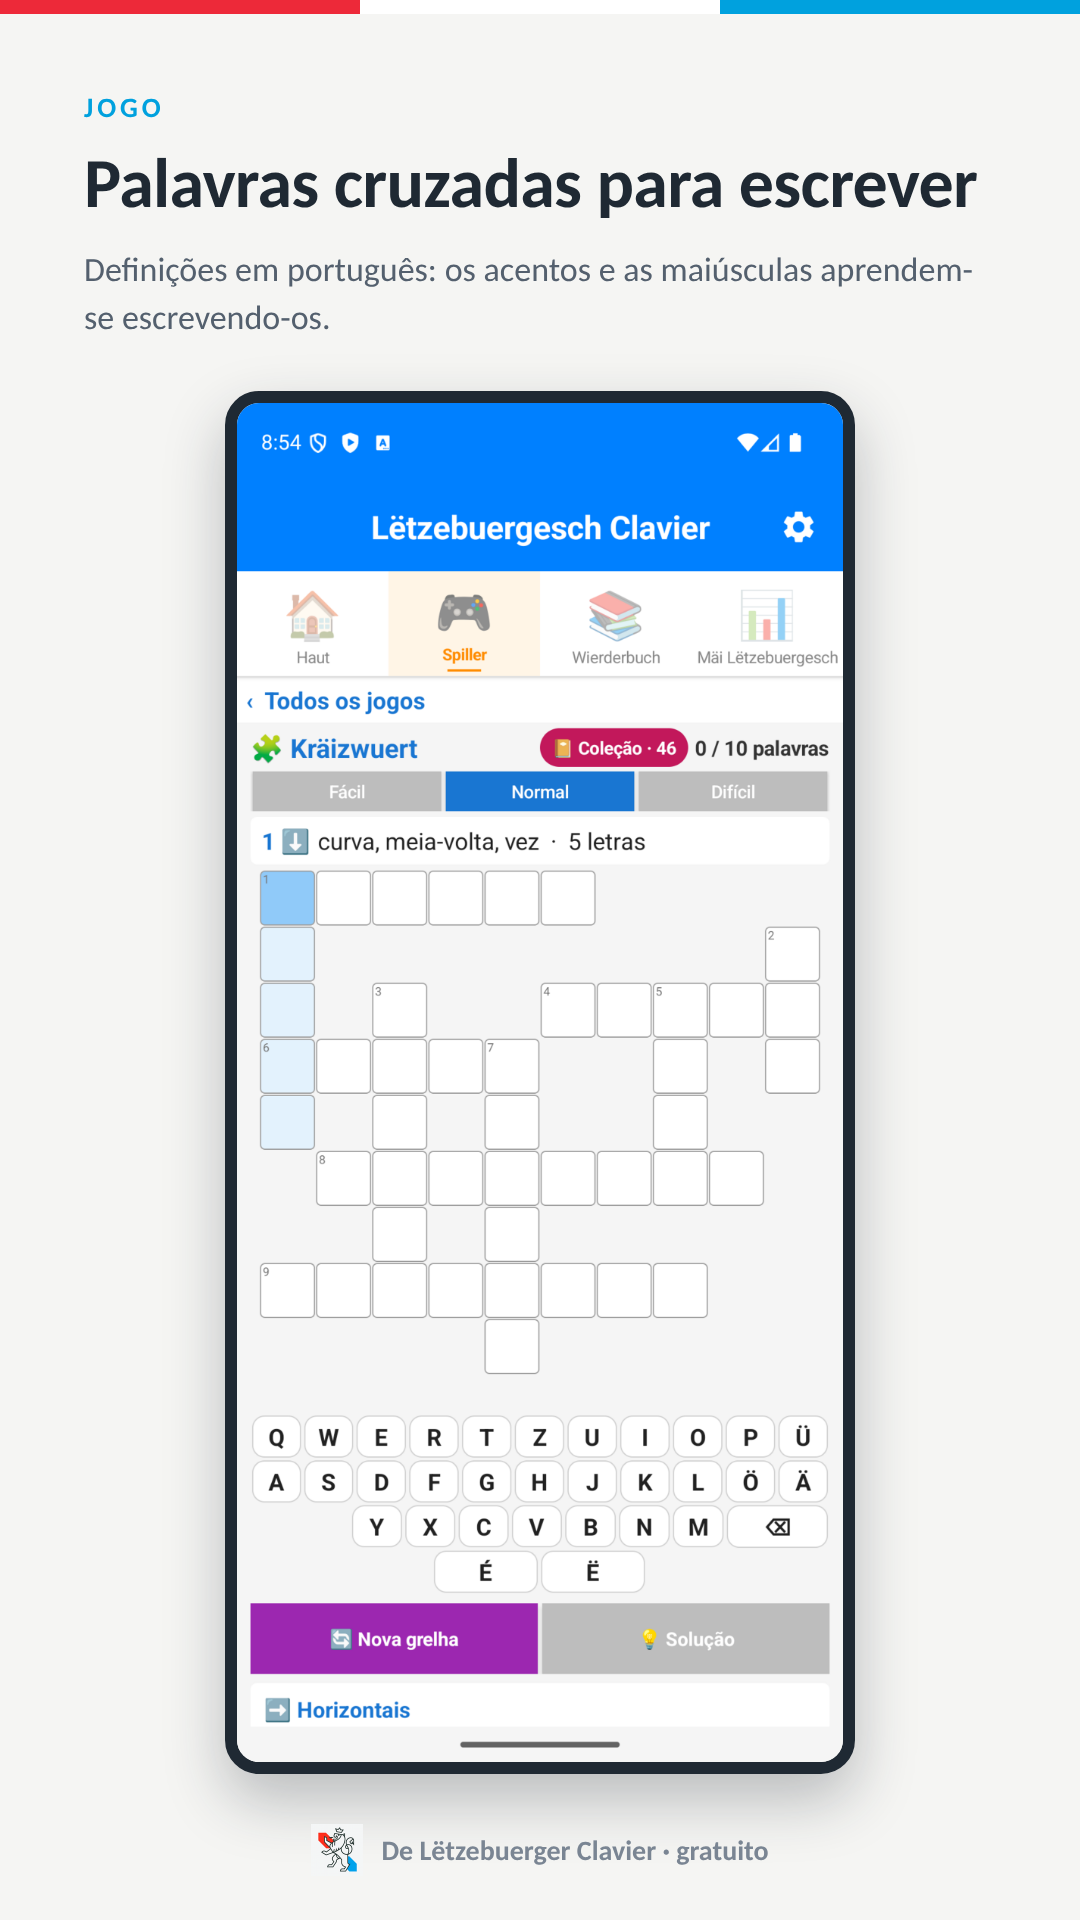 JOGO
Palavras cruzadas para escrever
Definições em português: os acentos e as maiúsculas aprendem-
se escrevendo-os.
8:54
Lëtzebuergesch Clavier
Haut
Spiller
Wierderbuch
Mäi Lëtzebuergesch
‹ Todos os jogos
Kräizwuert
Coleção · 46
0 / 10 palavras
Fácil
Normal
Difícil
1 ⬇️ curva, meia-volta, vez · 5 letras
1
2
3
4
5
6
7
8
9
Q W E R T Z U I O P Ü
A S D F G H J K L Ö Ä
Y X C V B N M ⌫
É Ë
Nova grelha
Solução
➡️ Horizontais
De Lëtzebuerger Clavier · gratuito